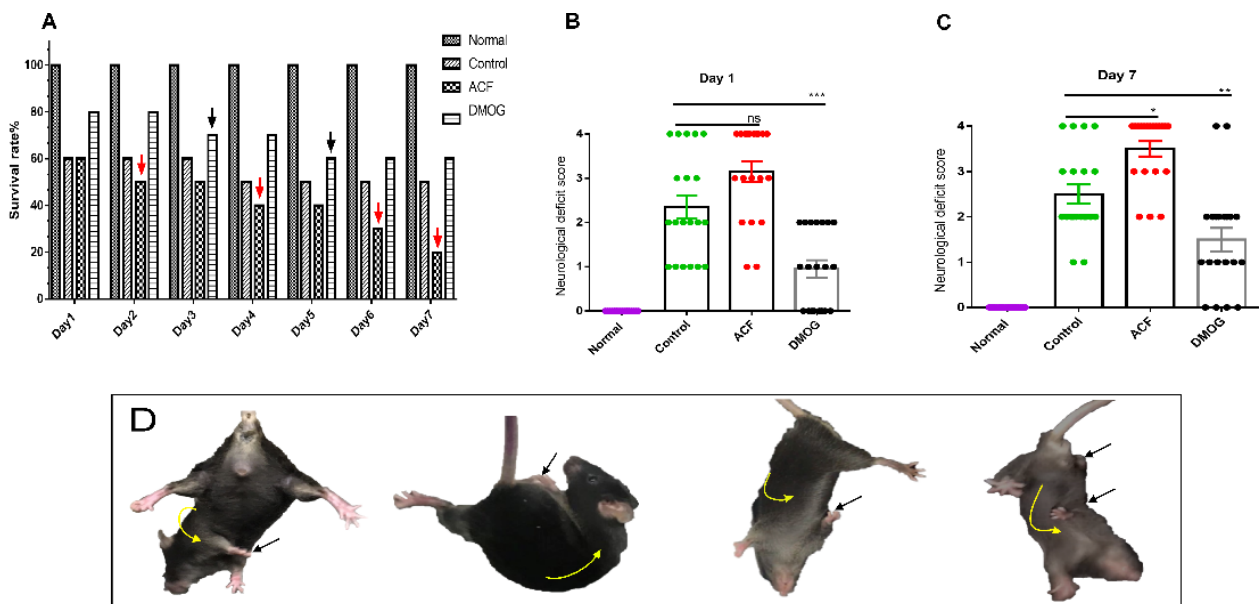 A
Survival rate%
100
80
60
40
20
0
Day1
Day2
Day3
Day4
Day5
Day6
Day7
Normal
Control
ACF
DMOG
B
Day 1
***
ns
Neurological deficit score
4
3
2
1
0
Normal
Control
ACF
DMOG
C
Day 7
**
*
Neurological deficit score
4
3
2
1
0
Normal
Control
ACF
DMOG
D